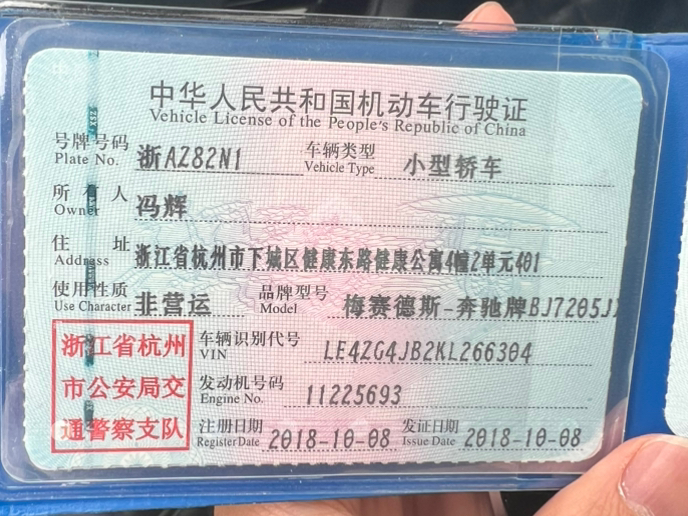 中华人民共和国机动车行驶证
Vehicle License of the People's Republic of China
号牌号码 浙AZ82N1 车辆类型 小型轿车
Plate No. Vehicle Type
所有人 冯辉
Owner
住址 浙江省杭州市下城区健康东路健康公寓4幢2单元401
Address
使用性质 非营运 品牌型号 梅赛德斯-奔驰牌BJ7205J
Use Character Model
浙江省杭州
市公安局交
通警察支队
车辆识别代号 LE4ZG4JB2KL266304
VIN
发动机号码 11225693
Engine No.
注册日期 2018-10-08 发证日期 2018-10-08
Register Date Issue Date